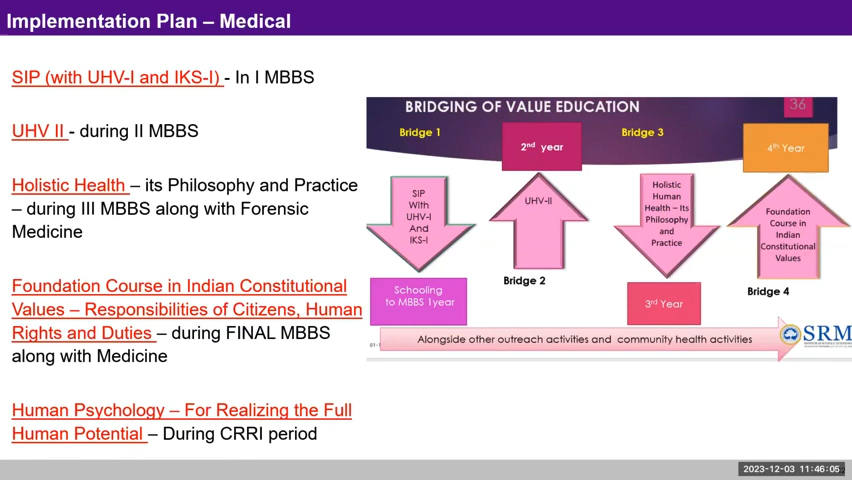 Implementation Plan – Medical
SIP (with UHV-I and IKS-I) - In I MBBS
UHV II - during II MBBS
Holistic Health – its Philosophy and Practice
– during III MBBS along with Forensic
Medicine
Foundation Course in Indian Constitutional
Values – Responsibilities of Citizens, Human
Rights and Duties – during FINAL MBBS
along with Medicine
Human Psychology – For Realizing the Full
Human Potential – During CRRI period
BRIDGING OF VALUE EDUCATION
36
Bridge 1
2nd year
Bridge 3
4th Year
SIP
With
UHV-I
And
IKS-I
UHV-II
Holistic
Human
Health – Its
Philosophy
and
Practice
Foundation
Course in
Indian
Constitutional
Values
Bridge 2
Bridge 4
Schooling
to MBBS 1year
3rd Year
Alongside other outreach activities and community health activities
SRM
2023-12-03 11:46:05